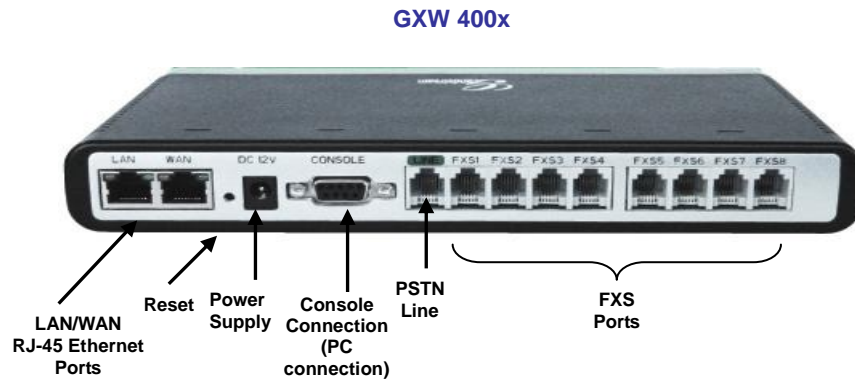 GXW 400x
Grandstream
LAN WAN DC 12V CONSOLE LINE FXS1 FXS2 FXS3 FXS4 FXS5 FXS6 FXS7 FXS8
LAN/WAN
RJ-45 Ethernet
Ports
Reset
Power
Supply
Console
Connection
(PC
connection)
PSTN
Line
FXS
Ports